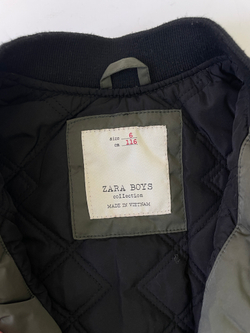 size 6
cm 116
ZARA BOYS
collection
MADE IN VIETNAM